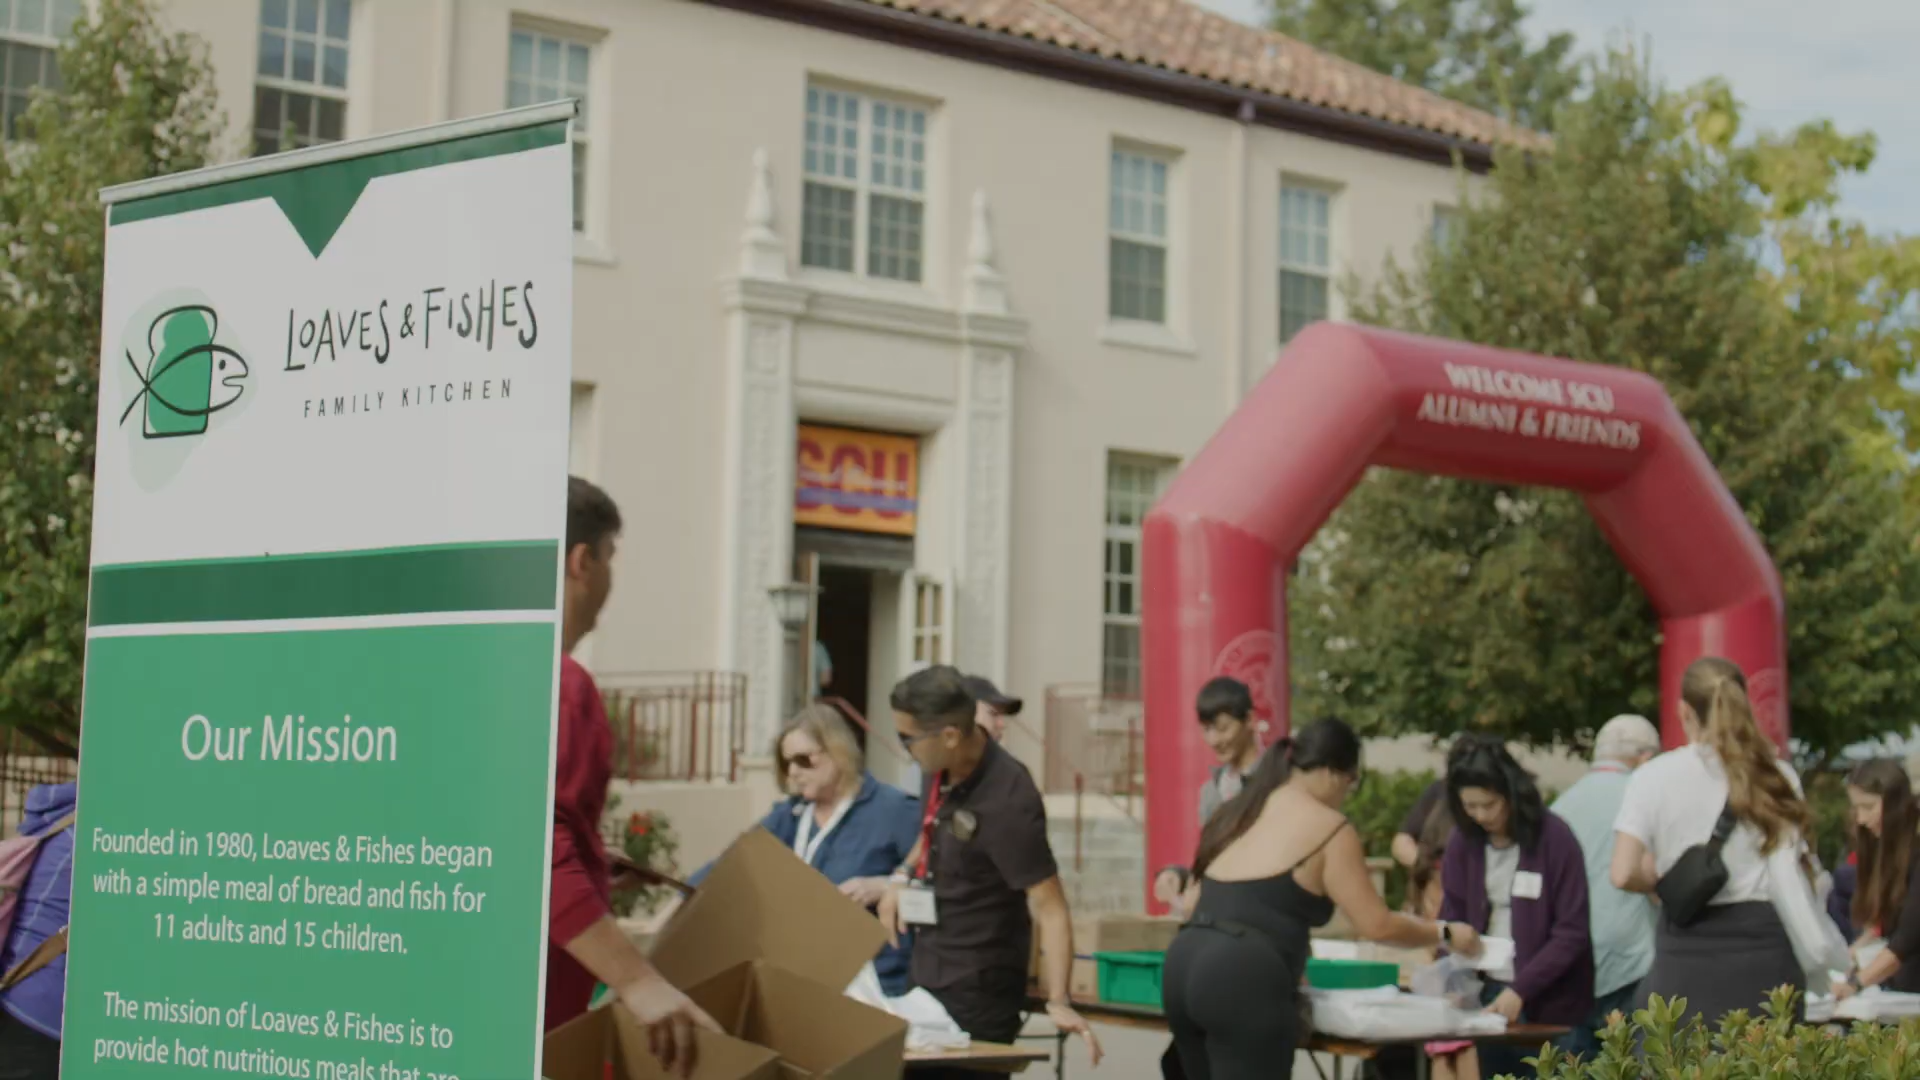 LOAVES & FISHES
FAMILY KITCHEN
Our Mission
Founded in 1980, Loaves & Fishes began
with a simple meal of bread and fish for
11 adults and 15 children.
The mission of Loaves & Fishes is to
provide hot nutritious meals that are
SCU
WELCOME SCU
ALUMNI & FRIENDS